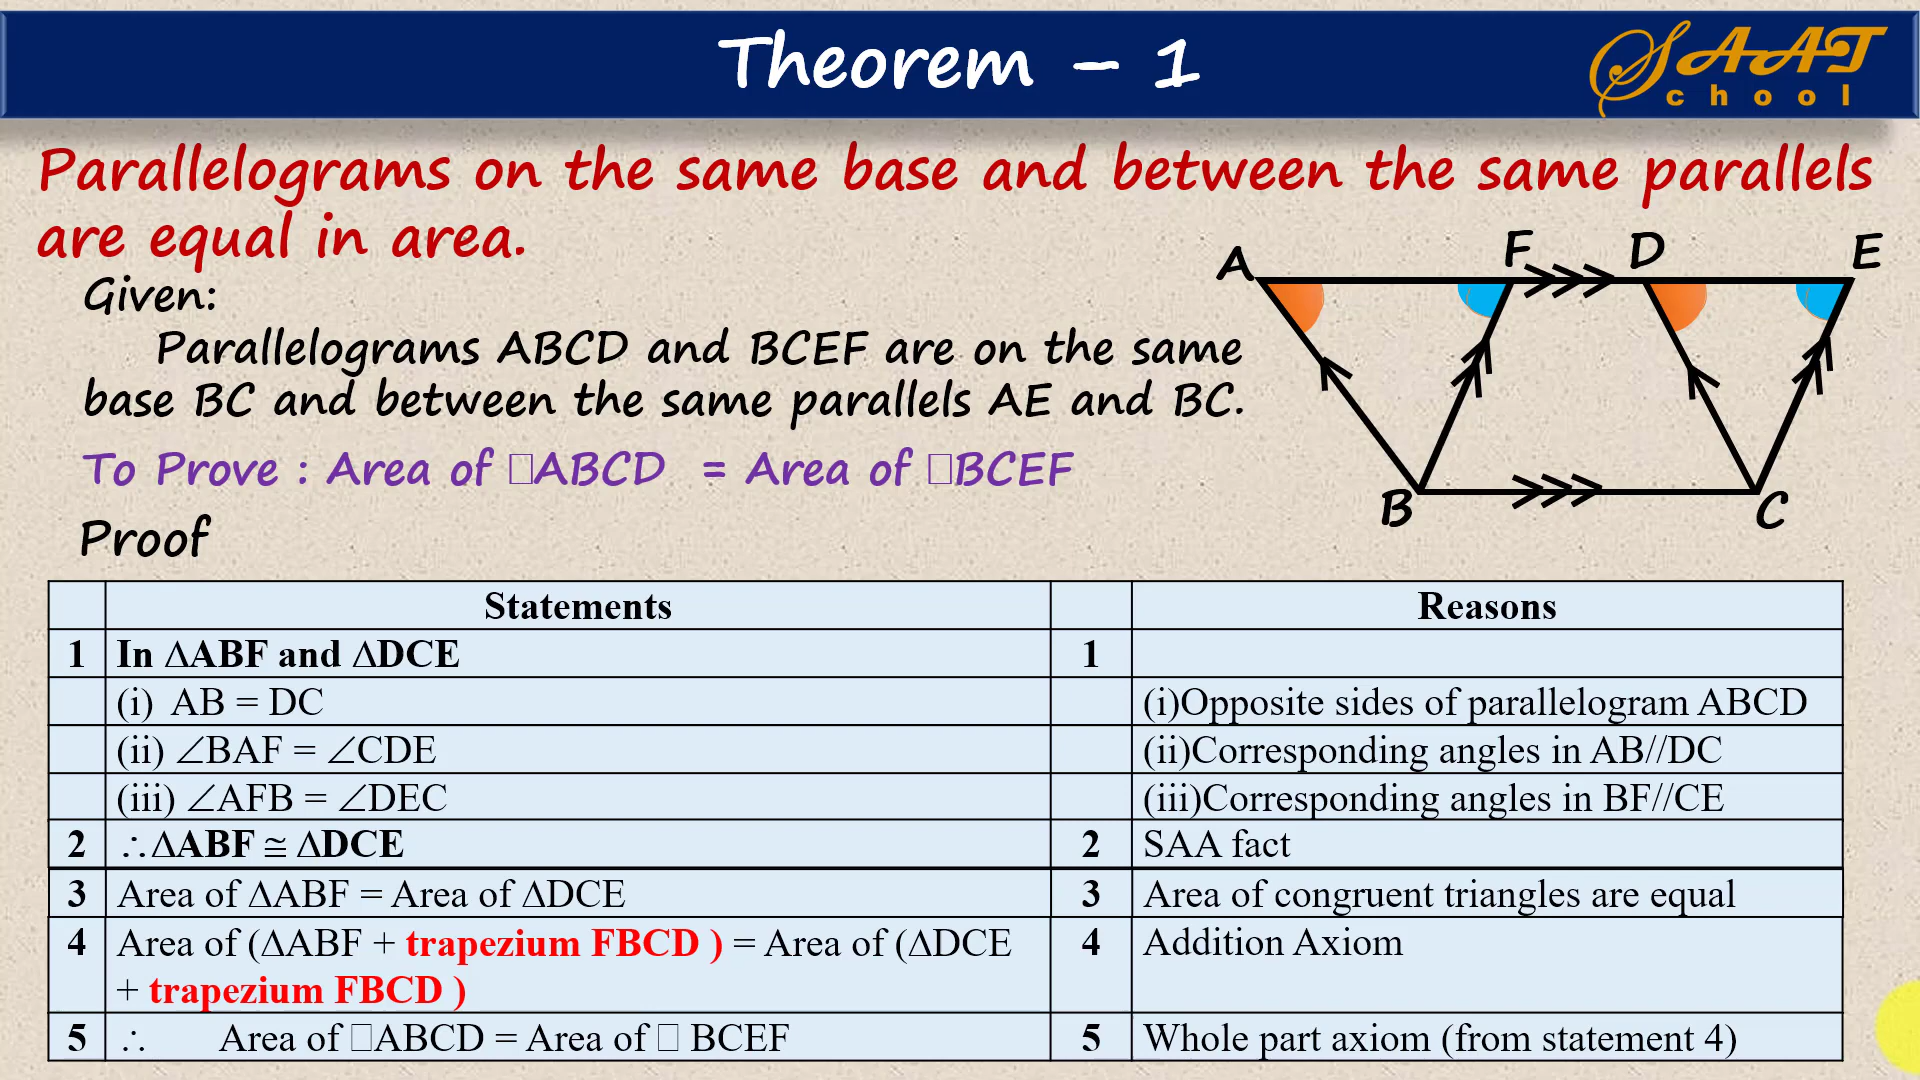 Theorem – 1
SAAT
chool
Parallelograms on the same base and between the same parallels
are equal in area.
Given:
Parallelograms ABCD and BCEF are on the same
base BC and between the same parallels AE and BC.
To Prove : Area of □ABCD = Area of □BCEF
Proof
A F D E
B C
Statements Reasons
1 In ∆ABF and ∆DCE 1
(i) AB = DC (i)Opposite sides of parallelogram ABCD
(ii) ∠BAF = ∠CDE (ii)Corresponding angles in AB//DC
(iii) ∠AFB = ∠DEC (iii)Corresponding angles in BF//CE
2 ∴∆ABF ≅ ∆DCE 2 SAA fact
3 Area of ∆ABF = Area of ∆DCE 3 Area of congruent triangles are equal
4 Area of (∆ABF + trapezium FBCD ) = Area of (∆DCE 4 Addition Axiom
+ trapezium FBCD )
5 ∴ Area of □ABCD = Area of □ BCEF 5 Whole part axiom (from statement 4)